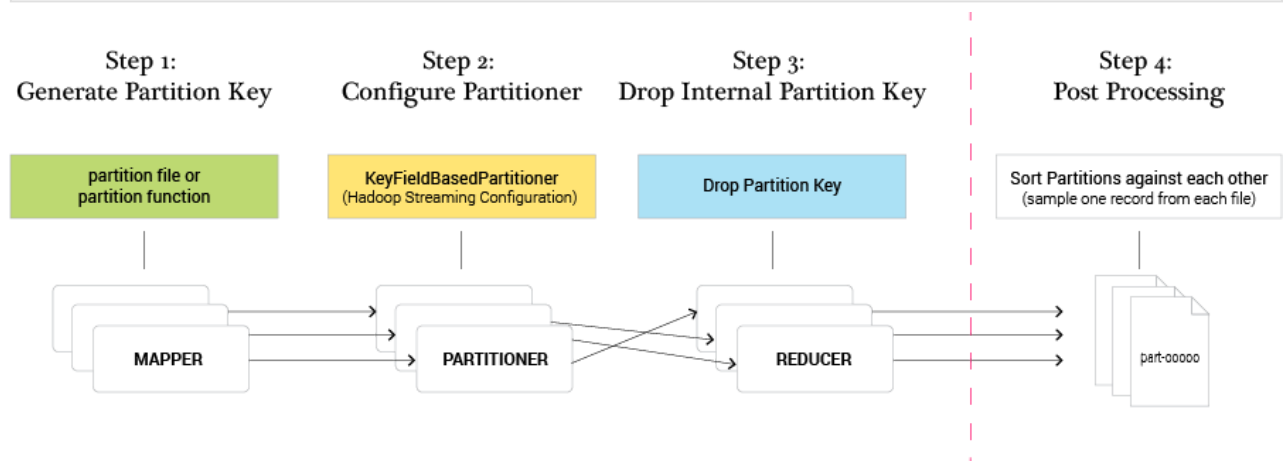 Step 1:
Generate Partition Key
Step 2:
Configure Partitioner
Step 3:
Drop Internal Partition Key
Step 4:
Post Processing
partition file or
partition function
KeyFieldBasedPartitioner
(Hadoop Streaming Configuration)
Drop Partition Key
Sort Partitions against each other
(sample one record from each file)
MAPPER
PARTITIONER
REDUCER
part-00000